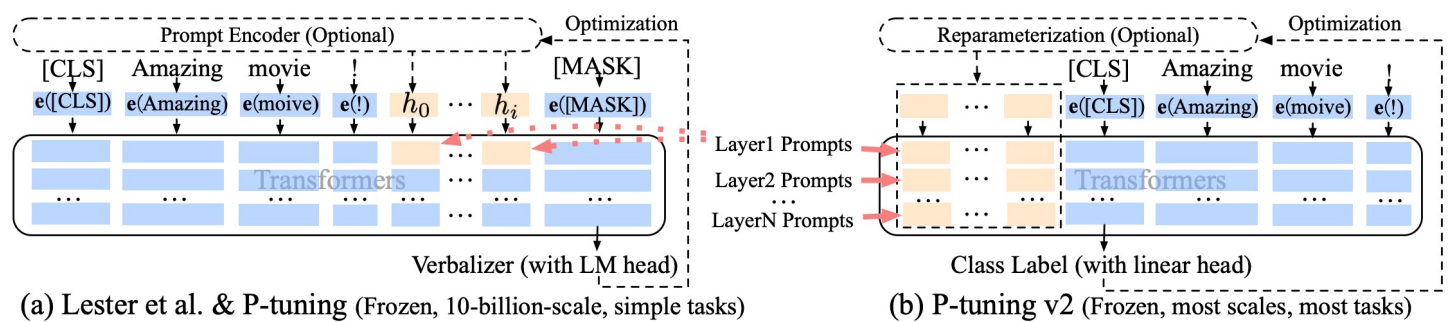 Prompt Encoder (Optional)
Optimization
[CLS] Amazing movie ! [MASK]
e([CLS]) e(Amazing) e(moive) e(!) h0 ... hi e([MASK])
...
Transformers
... ... ... ... ... ... ...
...
Verbalizer (with LM head)
(a) Lester et al. & P-tuning (Frozen, 10-billion-scale, simple tasks)
Layer1 Prompts
Layer2 Prompts
...
LayerN Prompts
Reparameterization (Optional)
Optimization
[CLS] Amazing movie !
... e([CLS]) e(Amazing) e(moive) e(!)
...
Transformers
... ... ... ... ... ...
...
Class Label (with linear head)
(b) P-tuning v2 (Frozen, most scales, most tasks)